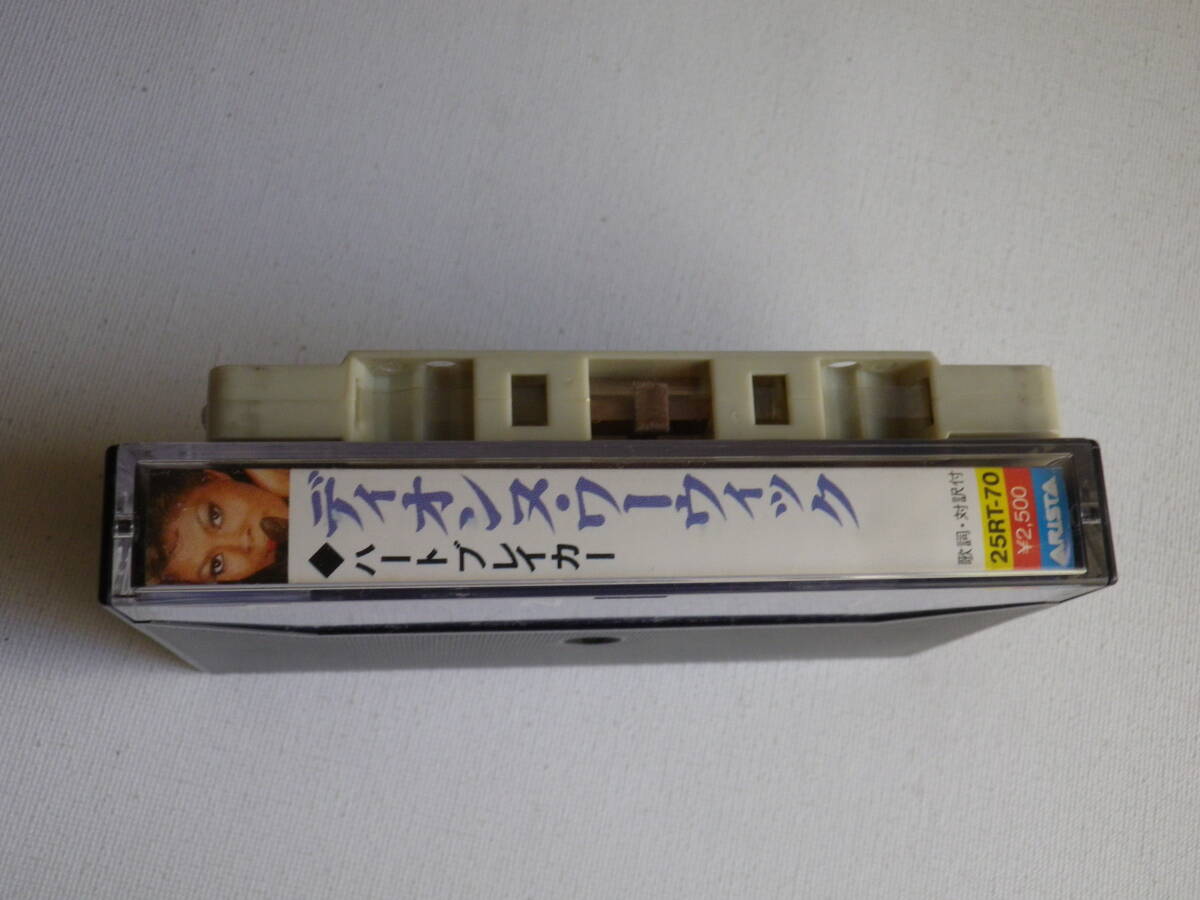 ディオンヌ・ワーウィック
◆ハートブレイカー
歌詞・対訳付
25RT-70
¥2,500
ARISTA